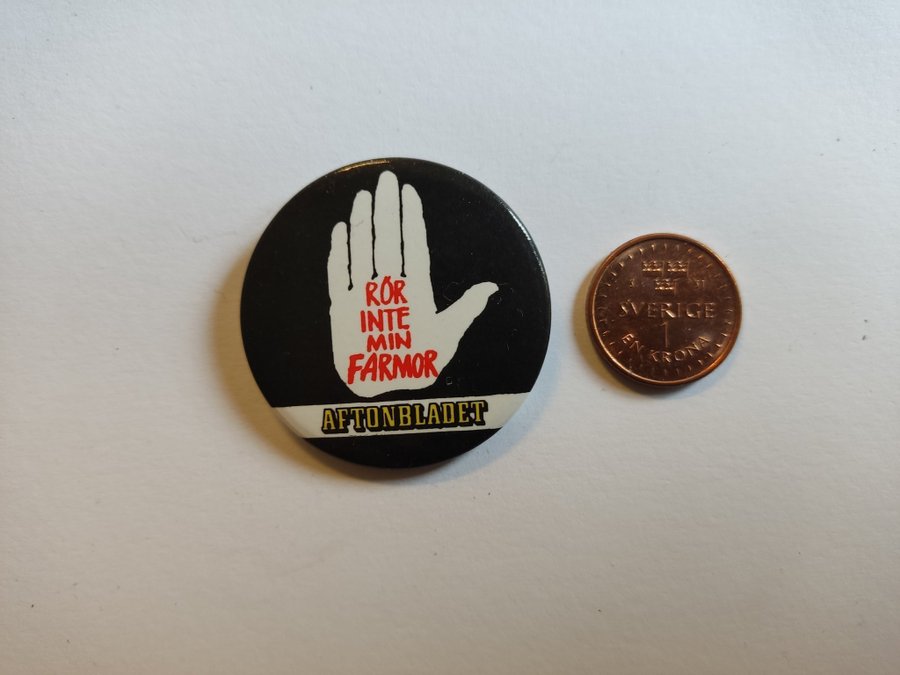 RÖR
INTE
MIN
FARMOR
AFTONBLADET
SVERIGE
1
EN KRONA